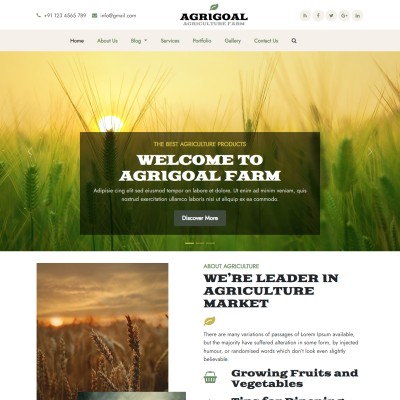 +91 123 4565 789
info@gmail.com
AGRIGOAL
AGRICULTURE FARM
Home
About Us
Blog
Services
Portfolio
Gallery
Contact Us
THE BEST AGRICULTURE PRODUCTS
WELCOME TO
AGRIGOAL FARM
Adipisicing elit sed eiusmod tempor an labore et dolore. Ut enim ad minim veniam, quis
nostrud exercitation ullamco laboris nisi ut aliquip ex ea commodo.
Discover More
ABOUT AGRICULTURE
WE'RE LEADER IN
AGRICULTURE
MARKET
There are many variations of passages of Lorem Ipsum available,
but the majority have suffered alteration in some form, by injected
humour, or randomised words which don't look even slightly
believable.
Growing Fruits and
Vegetables